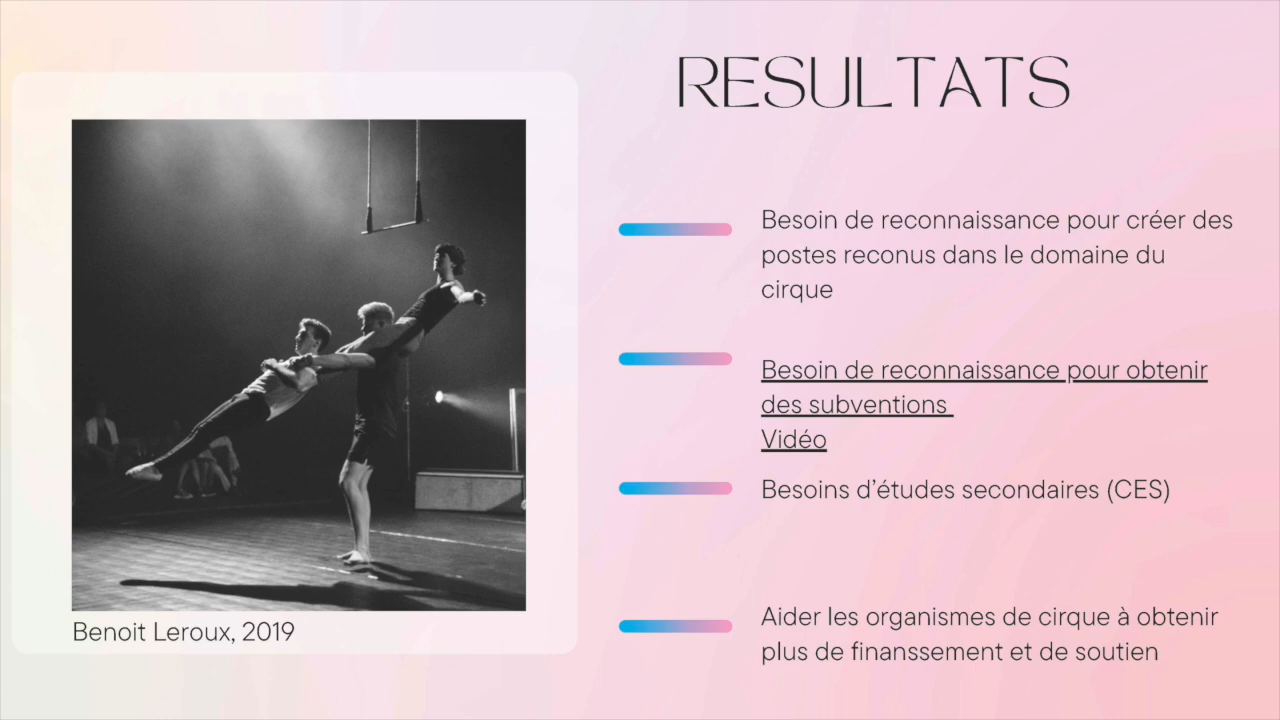 RESULTATS
Besoin de reconnaissance pour créer des
postes reconus dans le domaine du
cirque
Besoin de reconnaissance pour obtenir
des subventions
Vidéo
Besoins d'études secondaires (CES)
Aider les organismes de cirque à obtenir
plus de finanssement et de soutien
Benoit Leroux, 2019